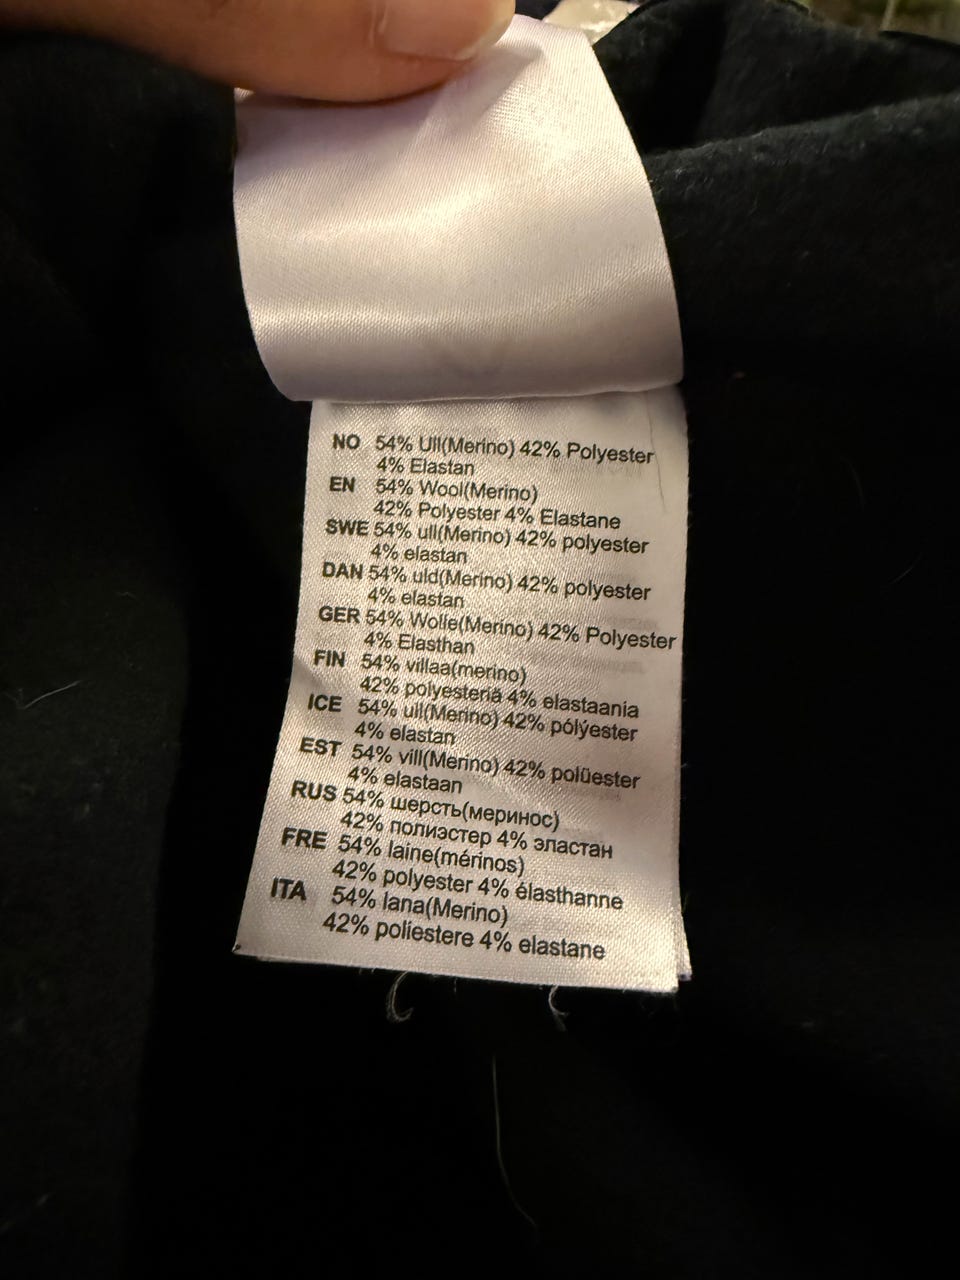 NO 54% Ull(Merino) 42% Polyester
4% Elastan
EN 54% Wool(Merino)
42% Polyester 4% Elastane
SWE 54% ull(Merino) 42% polyester
4% elastan
DAN 54% uld(Merino) 42% polyester
4% elastan
GER 54% Wolle(Merino) 42% Polyester
4% Elasthan
FIN 54% villaa(merino)
42% polyesteriä 4% elastaania
ICE 54% ull(Merino) 42% pólýester
4% elastan
EST 54% vill(Merino) 42% polüester
4% elastaan
RUS 54% шерсть(меринос)
42% полиэстер 4% эластан
FRE 54% laine(mérinos)
42% polyester 4% élasthanne
ITA 54% lana(Merino)
42% poliestere 4% elastane